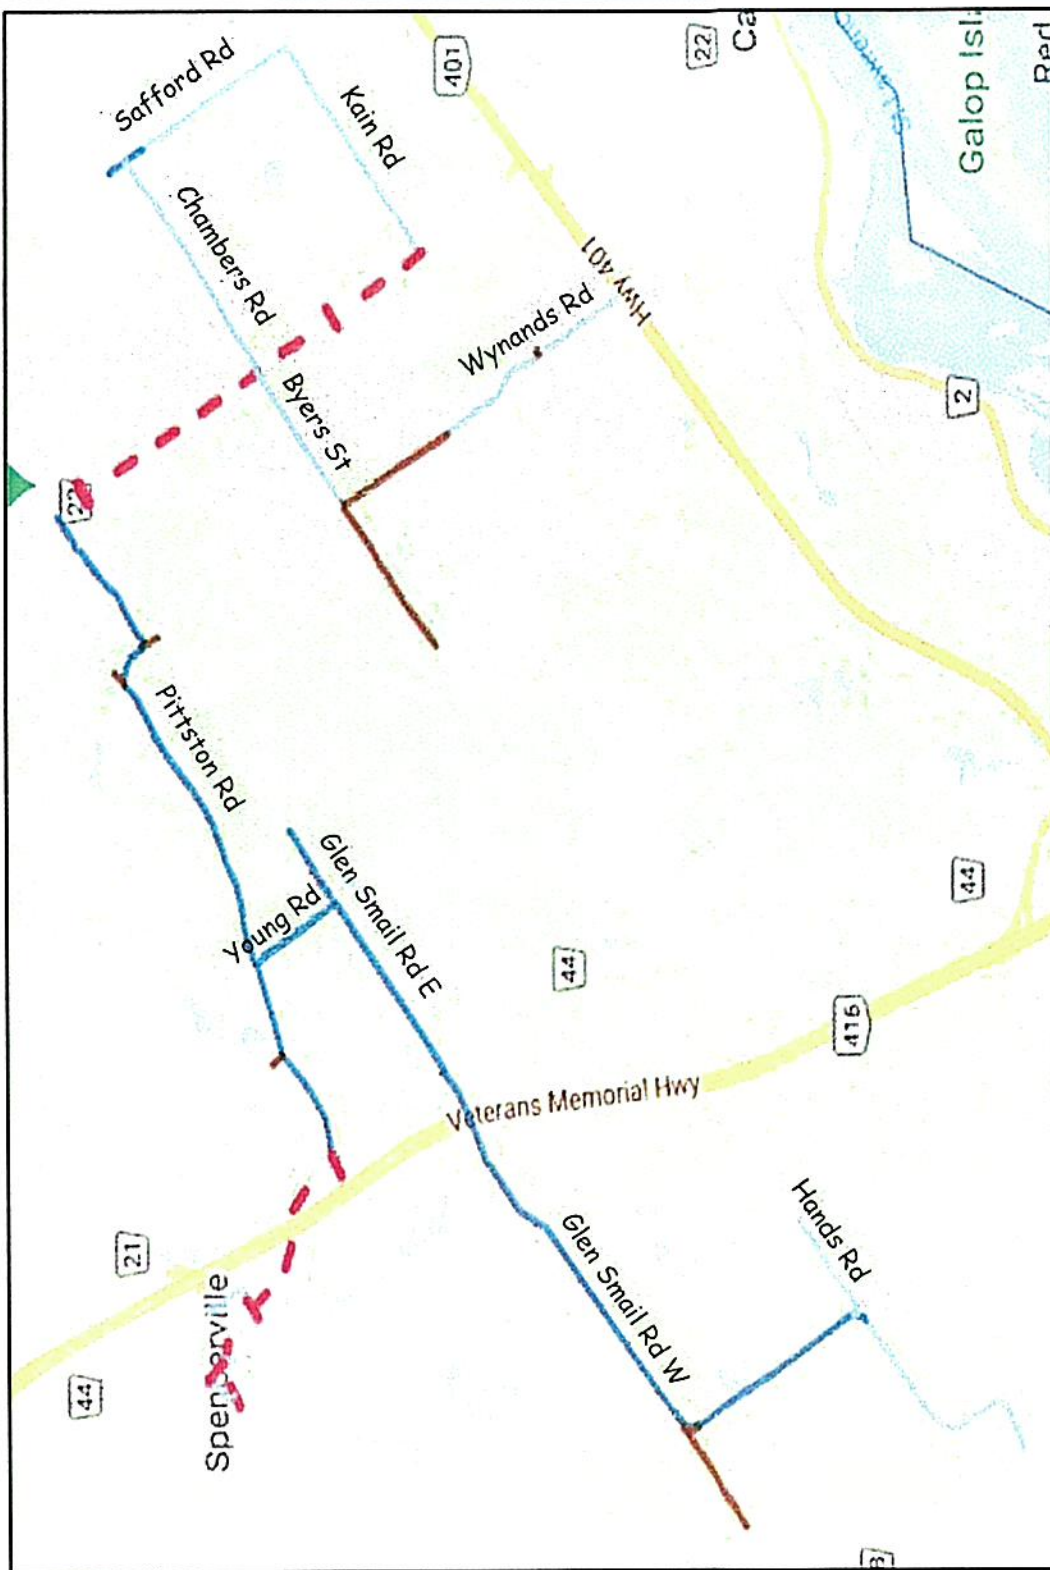 Safford Rd
Kain Rd
401
22
Galop Isl
Chambers Rd
HWY 401
Wynands Rd
Byers St
2
Pittston Rd
Glen Smail Rd E
Young Rd
44
44
416
Veterans Memorial Hwy
Hands Rd
21
Glen Smail Rd W
Spencerville
44